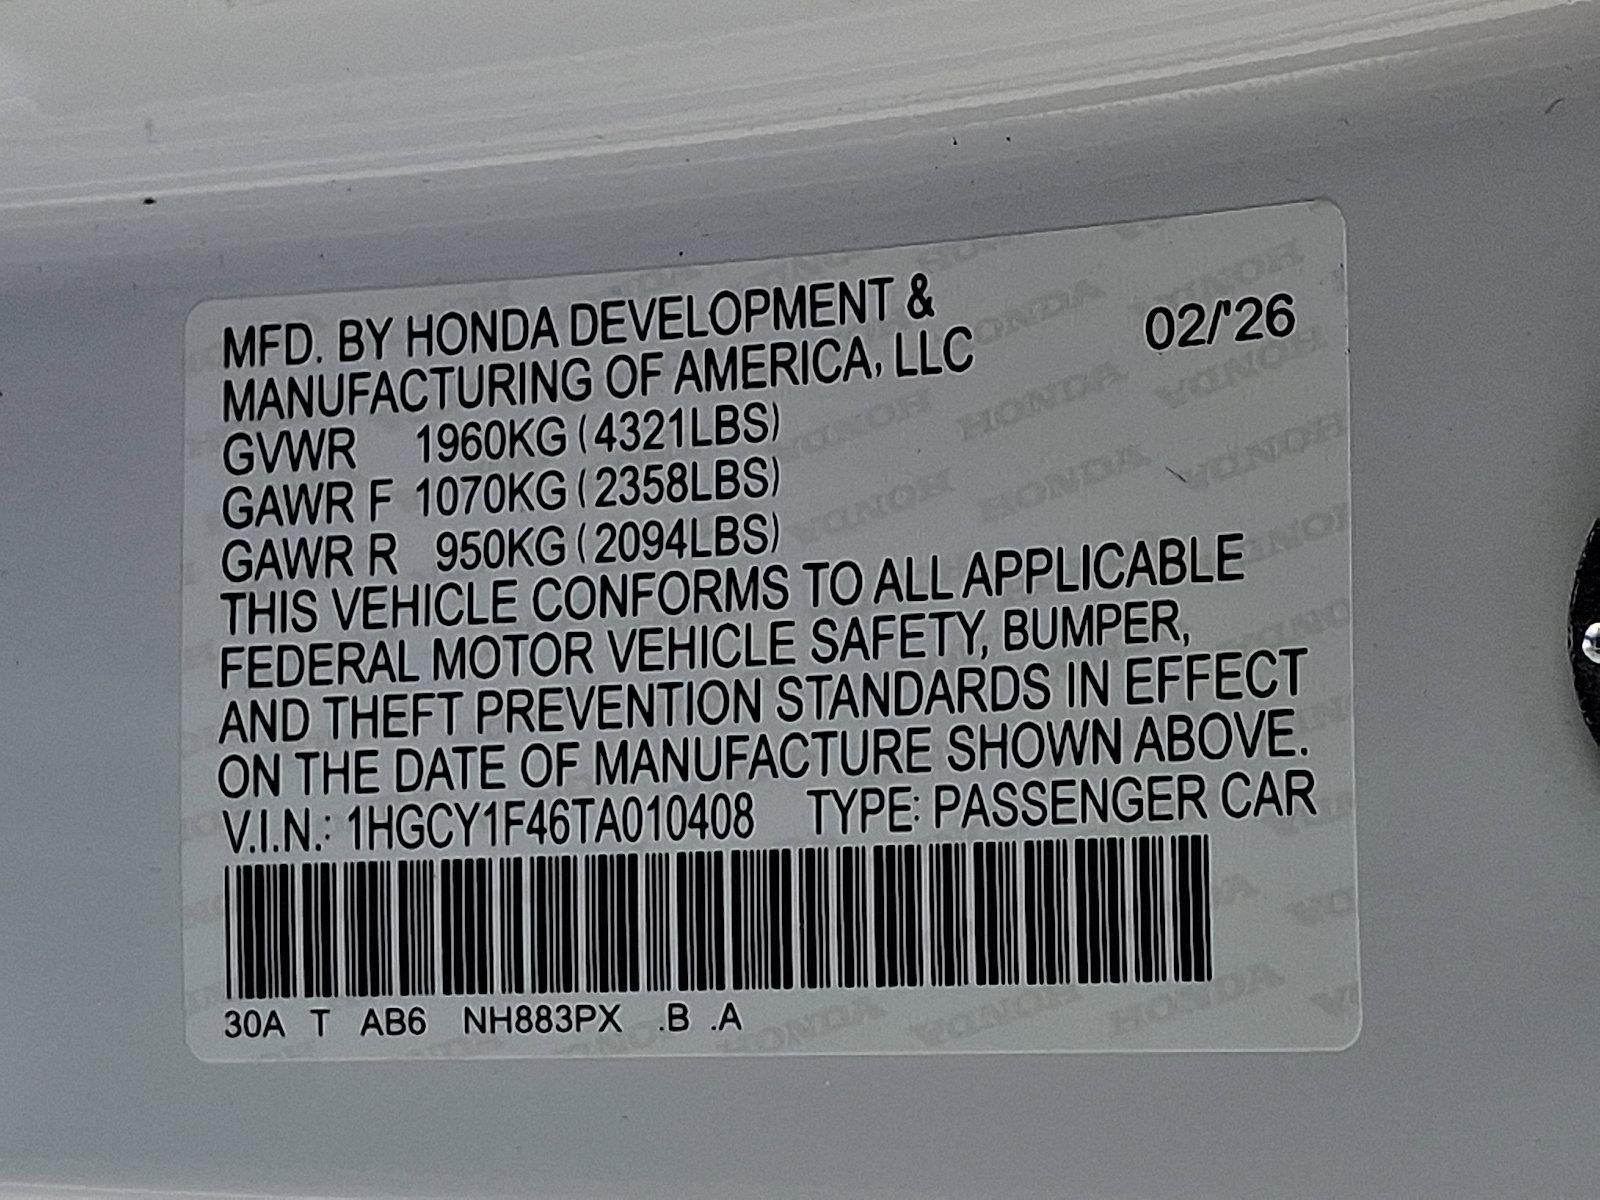 MFD. BY HONDA DEVELOPMENT &
MANUFACTURING OF AMERICA, LLC
02/'26
GVWR 1960KG (4321LBS)
GAWR F 1070KG (2358LBS)
GAWR R 950KG (2094LBS)
THIS VEHICLE CONFORMS TO ALL APPLICABLE
FEDERAL MOTOR VEHICLE SAFETY, BUMPER,
AND THEFT PREVENTION STANDARDS IN EFFECT
ON THE DATE OF MANUFACTURE SHOWN ABOVE.
V.I.N.: 1HGCY1F46TA010408 TYPE: PASSENGER CAR
30A T AB6 NH883PX .B .A